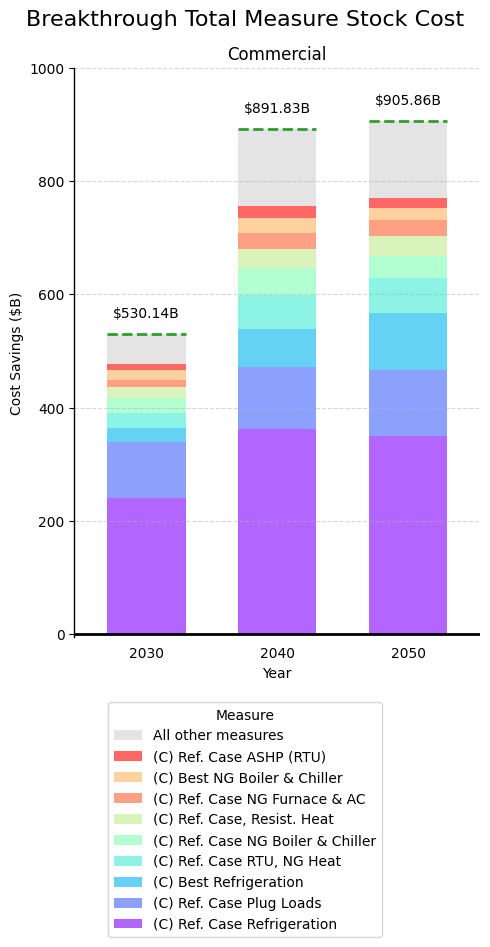 Breakthrough Total Measure Stock Cost
Commercial
1000
800
600
400
200
0
Cost Savings ($B)
$530.14B
$891.83B
$905.86B
2030
2040
2050
Year
Measure
All other measures
(C) Ref. Case ASHP (RTU)
(C) Best NG Boiler & Chiller
(C) Ref. Case NG Furnace & AC
(C) Ref. Case, Resist. Heat
(C) Ref. Case NG Boiler & Chiller
(C) Ref. Case RTU, NG Heat
(C) Best Refrigeration
(C) Ref. Case Plug Loads
(C) Ref. Case Refrigeration